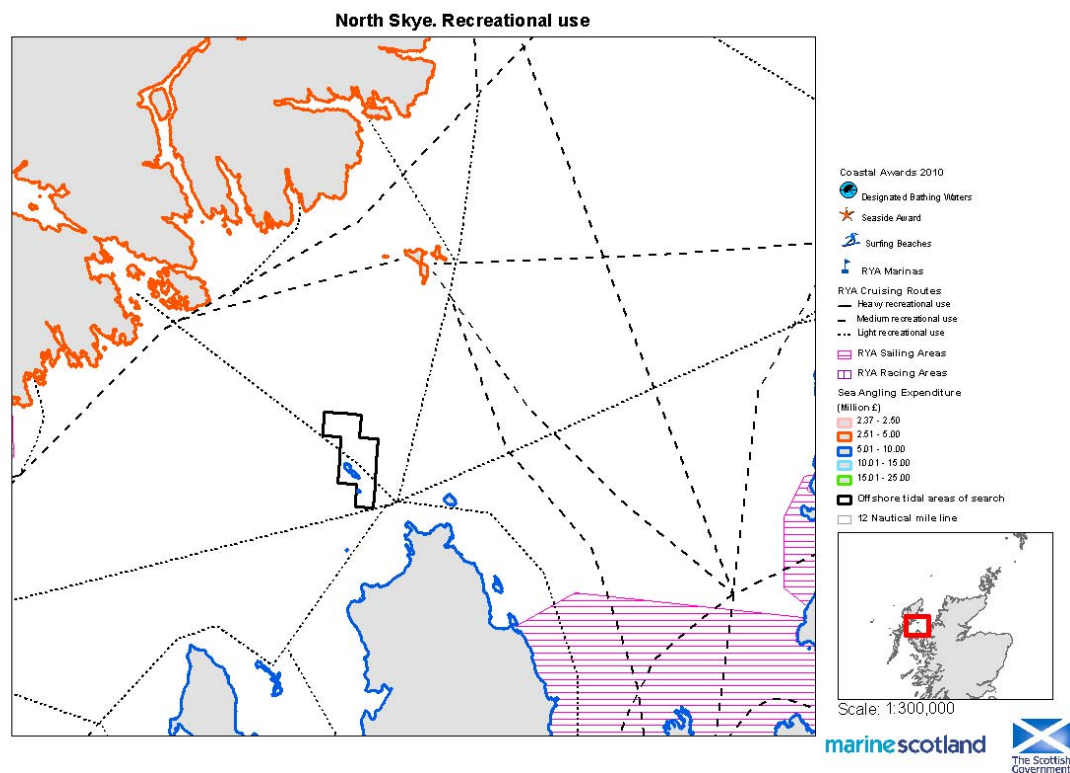 North Skye. Recreational use
Coastal Awards 2010
Designated Bathing Waters
Seaside Award
Surfing Beaches
RYA Marinas
RYA Cruising Routes
Heavy recreational use
Medium recreational use
Light recreational use
RYA Sailing Areas
RYA Racing Areas
Sea Angling Expenditure
(Million £)
2.37 - 2.50
2.51 - 5.00
5.01 - 10.00
10.01 - 15.00
15.01 - 25.00
Offshore tidal areas of search
12 Nautical mile line
Scale: 1:300,000
marinescotland
The Scottish
Government